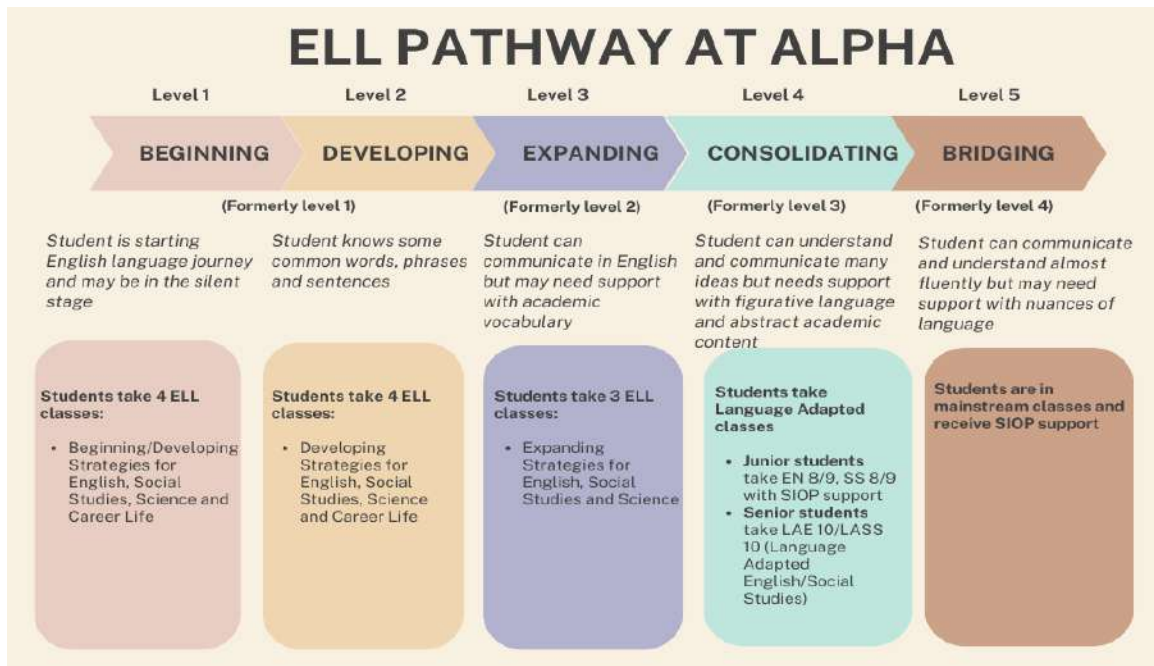 ELL PATHWAY AT ALPHA
Level 1
Level 2
Level 3
Level 4
Level 5
BEGINNING
DEVELOPING
EXPANDING
CONSOLIDATING
BRIDGING
(Formerly level 1)
(Formerly level 2)
(Formerly level 3)
(Formerly level 4)
Student is starting
English language journey
and may be in the silent
stage
Student knows some
common words, phrases
and sentences
Student can
communicate in English
but may need support
with academic
vocabulary
Student can understand
and communicate many
ideas but needs support
with figurative language
and abstract academic
content
Student can communicate
and understand almost
fluently but may need
support with nuances of
language
Students take 4 ELL
classes:
• Beginning/Developing
Strategies for
English, Social
Studies, Science and
Career Life
Students take 4 ELL
classes:
• Developing
Strategies for
English, Social
Studies, Science
and Career Life
Students take 3 ELL
classes:
• Expanding
Strategies for
English, Social
Studies and Science
Students take
Language Adapted
classes
• Junior students
take EN 8/9, SS 8/9
with SIOP support
• Senior students
take LAE 10/LASS
10 (Language
Adapted
English/Social
Studies)
Students are in
mainstream classes and
receive SIOP support